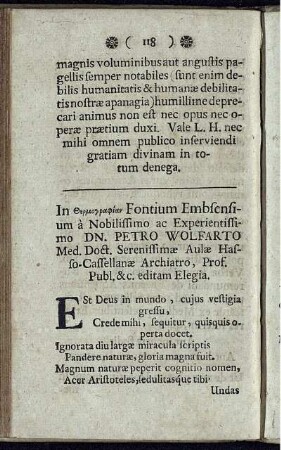 ❋ ( 118 ) ❋
magnis voluminibus aut angustis pa-
gellis semper notabiles (sunt enim de-
bilis humanitatis & humanæ debilita-
tis nostræ apanagia) humillime depre-
cari animus non est nec opus nec o-
peræ prætium duxi. Vale L. H. nec
mihi omnem publico inserviendi
gratiam divinam in to-
tum denega.
In Fontium Embsensi-
um à Nobilissimo ac Experientissi-
mo DN. PETRO WOLFARTO
Med. Doct. Serenissimæ Aulæ Has-
so-Cassellanæ Archiatro, Prof.
Publ. &c. editam Elegia.
ESt Deus in mundo, cujus vestigia
gressu,
Crede mihi, sequitur, quisquis o-
perta docet.
Ignorata diu largæ miracula scriptis
Pandere naturæ, gloria magna fuit.
Magnum naturæ peperit cognitio nomen,
Acer Aristoteles, sedulitasque tibi
Undas